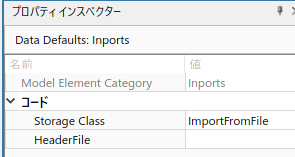 プロパティ インスペクター
Data Defaults: Inports
名前 値
Model Element Category Inports
コード
Storage Class ImportFromFile
HeaderFile